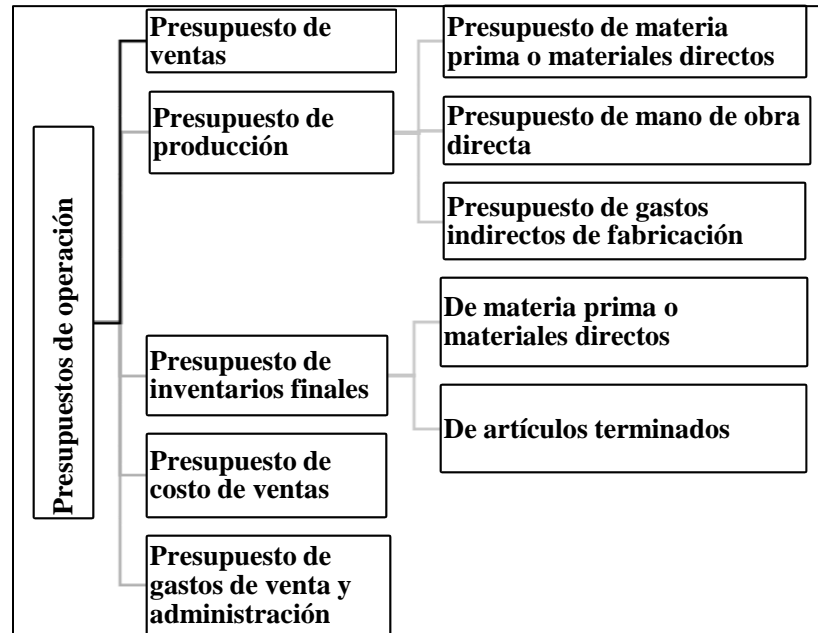 Presupuestos de operación
Presupuesto de
ventas
Presupuesto de
producción
Presupuesto de materia
prima o materiales directos
Presupuesto de mano de obra
directa
Presupuesto de gastos
indirectos de fabricación
Presupuesto de
inventarios finales
De materia prima o
materiales directos
De artículos terminados
Presupuesto de
costo de ventas
Presupuesto de
gastos de venta y
administración